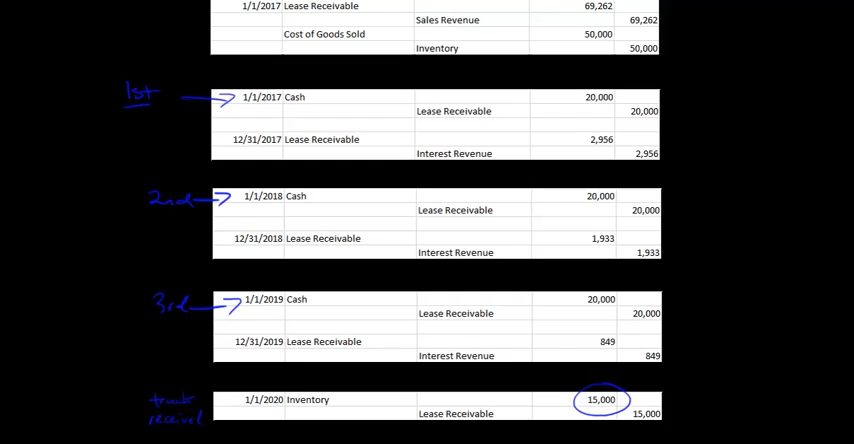 1/1/2017 Lease Receivable 69,262
Sales Revenue 69,262
Cost of Goods Sold 50,000
Inventory 50,000
1st
1/1/2017 Cash 20,000
Lease Receivable 20,000
12/31/2017 Lease Receivable 2,956
Interest Revenue 2,956
2nd
1/1/2018 Cash 20,000
Lease Receivable 20,000
12/31/2018 Lease Receivable 1,933
Interest Revenue 1,933
3rd
1/1/2019 Cash 20,000
Lease Receivable 20,000
12/31/2019 Lease Receivable 849
Interest Revenue 849
truck
received
1/1/2020 Inventory 15,000
Lease Receivable 15,000